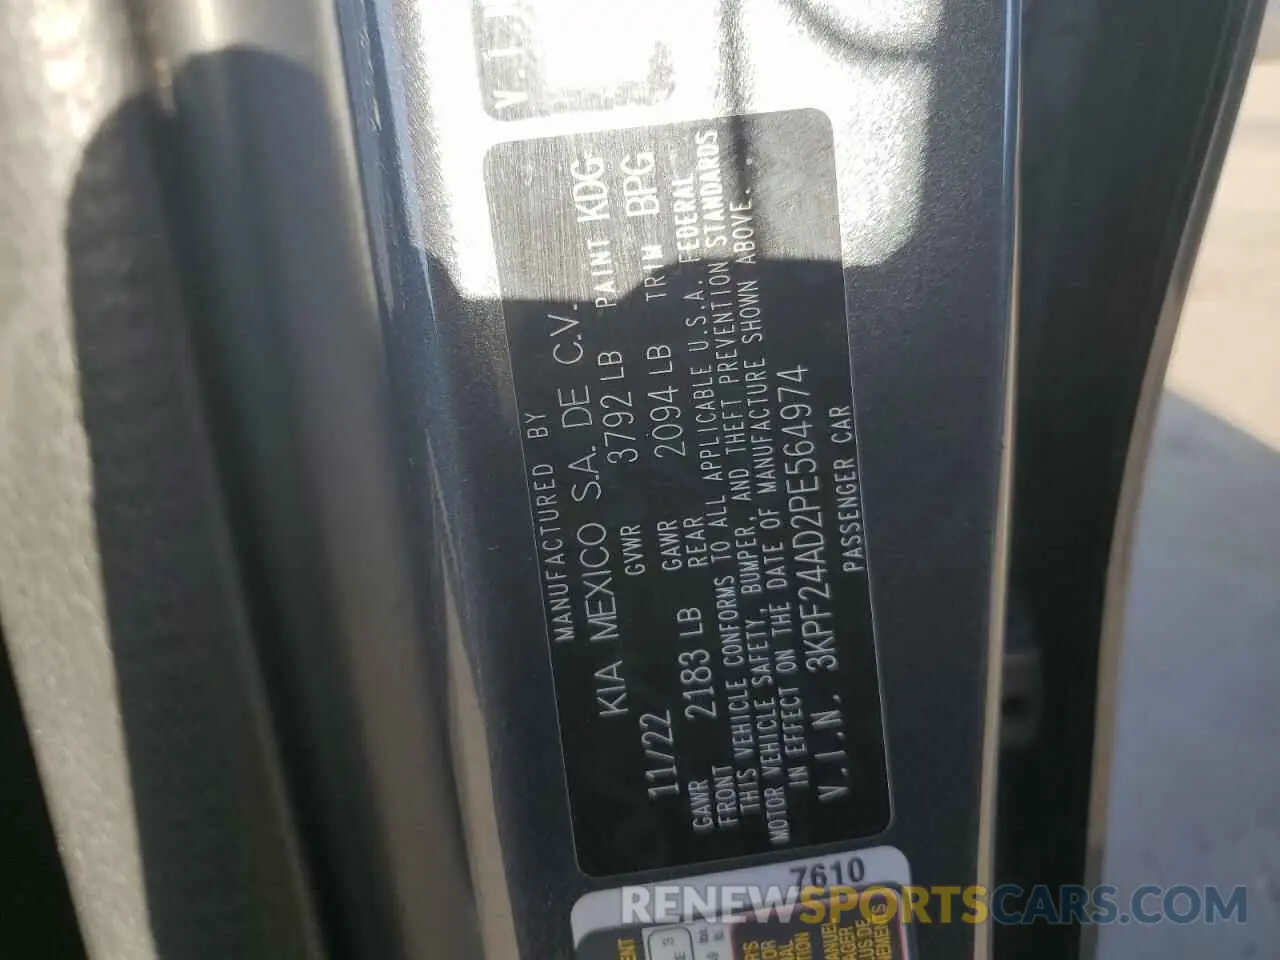 V.I.
MANUFACTURED BY
KIA MEXICO S.A. DE C.V.
11/22 GVWR 3792 LB PAINT KDG
GAWR FRONT 2183 LB GAWR REAR 2094 LB TRIM BPG
THIS VEHICLE CONFORMS TO ALL APPLICABLE U.S.A. FEDERAL
MOTOR VEHICLE SAFETY, BUMPER, AND THEFT PREVENTION STANDARDS
IN EFFECT ON THE DATE OF MANUFACTURE SHOWN ABOVE. .
V.I.N. 3KPF24AD2PE564974
PASSENGER CAR
7610
RENEWSPORTSCARS.COM